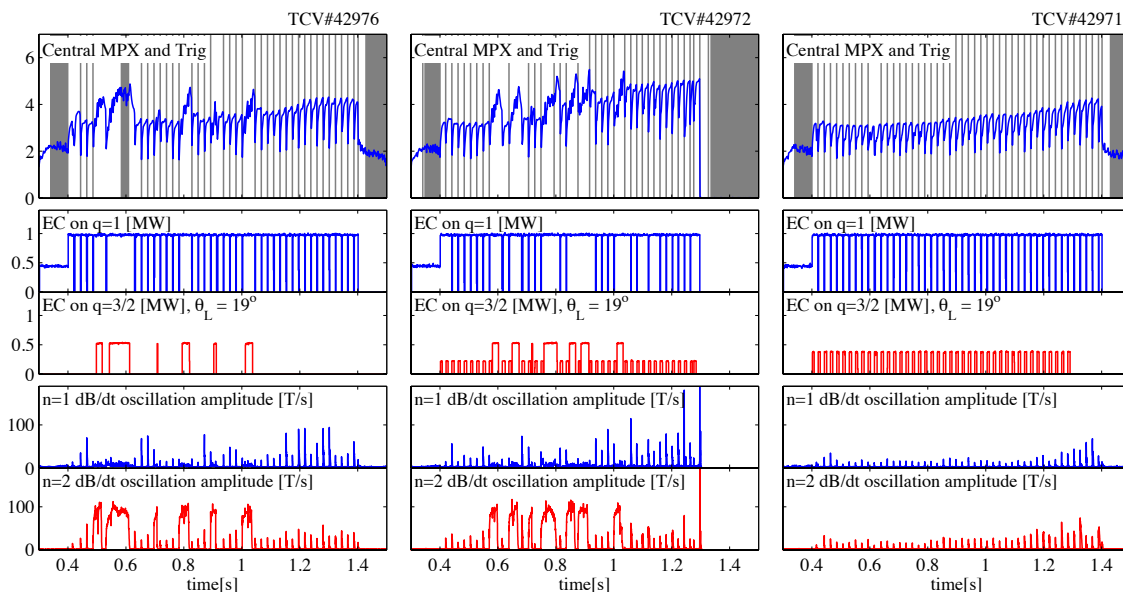 TCV#42976
TCV#42972
TCV#42971
Central MPX and Trig
Central MPX and Trig
Central MPX and Trig
6
4
2
0
EC on q=1 [MW]
EC on q=1 [MW]
EC on q=1 [MW]
1
0.5
0
EC on q=3/2 [MW], θ_L = 19°
EC on q=3/2 [MW], θ_L = 19°
EC on q=3/2 [MW], θ_L = 19°
1
0.5
0
n=1 dB/dt oscillation amplitude [T/s]
n=1 dB/dt oscillation amplitude [T/s]
n=1 dB/dt oscillation amplitude [T/s]
100
0
n=2 dB/dt oscillation amplitude [T/s]
n=2 dB/dt oscillation amplitude [T/s]
n=2 dB/dt oscillation amplitude [T/s]
100
0
0.4 0.6 0.8 1 1.2 1.4
0.4 0.6 0.8 1 1.2 1.4
0.4 0.6 0.8 1 1.2 1.4
time[s]
time[s]
time[s]